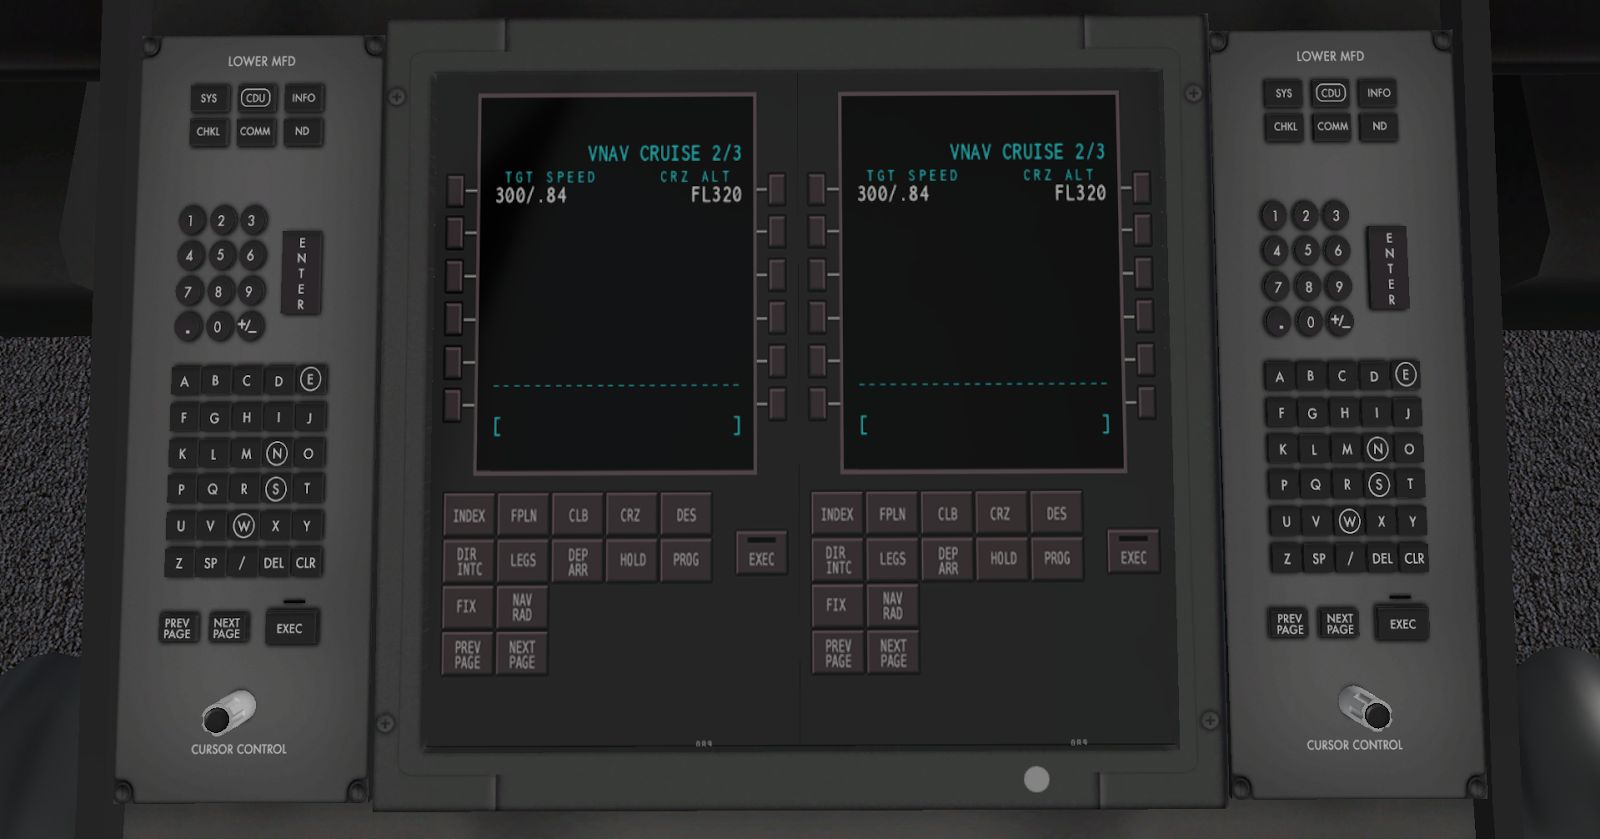 LOWER MFD
SYS CDU INFO
CHKL COMM ND
1 2 3
4 5 6
7 8 9
. 0 +/_
ENTER
A B C D E
F G H I J
K L M N O
P Q R S T
U V W X Y
Z SP / DEL CLR
PREV PAGE NEXT PAGE EXEC
CURSOR CONTROL
VNAV CRUISE 2/3
TGT SPEED CRZ ALT
300/.84 FL320
--------------------------
[ ]
INDEX FPLN CLB CRZ DES
DIR INTC LEGS DEP ARR HOLD PROG
EXEC
FIX NAV RAD
PREV PAGE NEXT PAGE
VNAV CRUISE 2/3
TGT SPEED CRZ ALT
300/.84 FL320
--------------------------
[ ]
INDEX FPLN CLB CRZ DES
DIR INTC LEGS DEP ARR HOLD PROG
EXEC
FIX NAV RAD
PREV PAGE NEXT PAGE
LOWER MFD
SYS CDU INFO
CHKL COMM ND
1 2 3
4 5 6
7 8 9
. 0 +/_
ENTER
A B C D E
F G H I J
K L M N O
P Q R S T
U V W X Y
Z SP / DEL CLR
PREV PAGE NEXT PAGE EXEC
CURSOR CONTROL